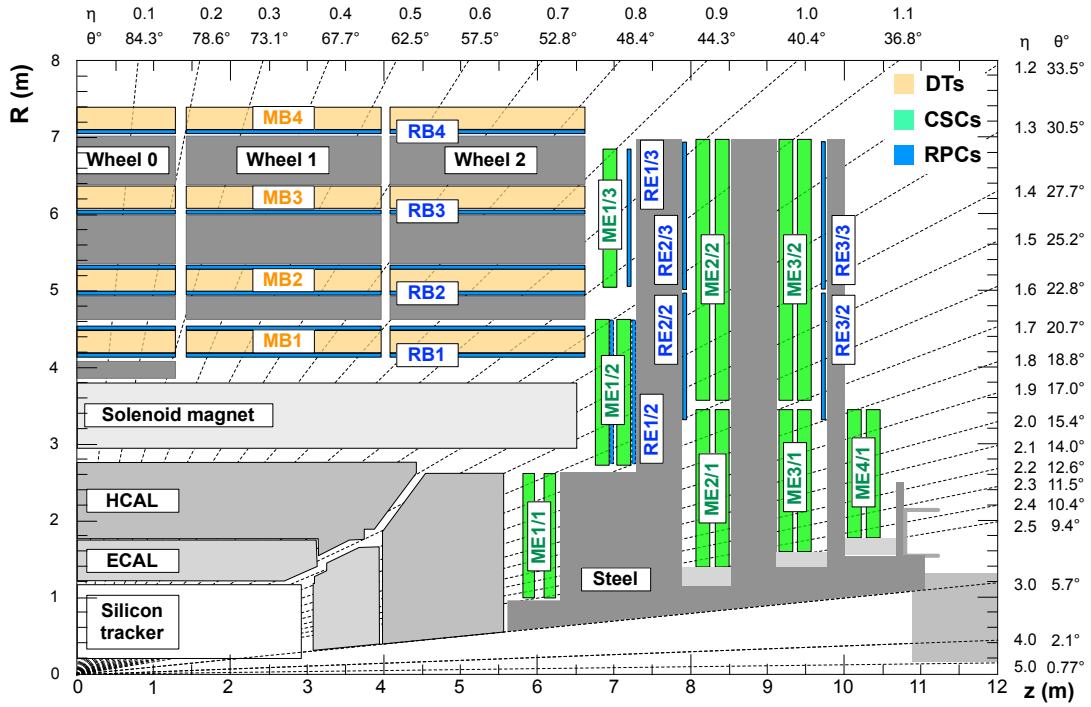 η 0.1 0.2 0.3 0.4 0.5 0.6 0.7 0.8 0.9 1.0 1.1
θ° 84.3° 78.6° 73.1° 67.7° 62.5° 57.5° 52.8° 48.4° 44.3° 40.4° 36.8° η θ°
R (m)
8
7
6
5
4
3
2
1
0
1.2 33.5°
1.3 30.5°
1.4 27.7°
1.5 25.2°
1.6 22.8°
1.7 20.7°
1.8 18.8°
1.9 17.0°
2.0 15.4°
2.1 14.0°
2.2 12.6°
2.3 11.5°
2.4 10.4°
2.5 9.4°
3.0 5.7°
4.0 2.1°
5.0 0.77°
DTs
CSCs
RPCs
MB4
RB4
Wheel 0
Wheel 1
Wheel 2
MB3
RB3
MB2
RB2
MB1
RB1
Solenoid magnet
HCAL
ECAL
Silicon
tracker
Steel
ME1/3
RE1/3
RE2/3
ME2/2
ME3/2
RE3/3
RE2/2
RE3/2
ME1/2
RE1/2
ME2/1
ME3/1
ME4/1
ME1/1
0 1 2 3 4 5 6 7 8 9 10 11 12
z (m)